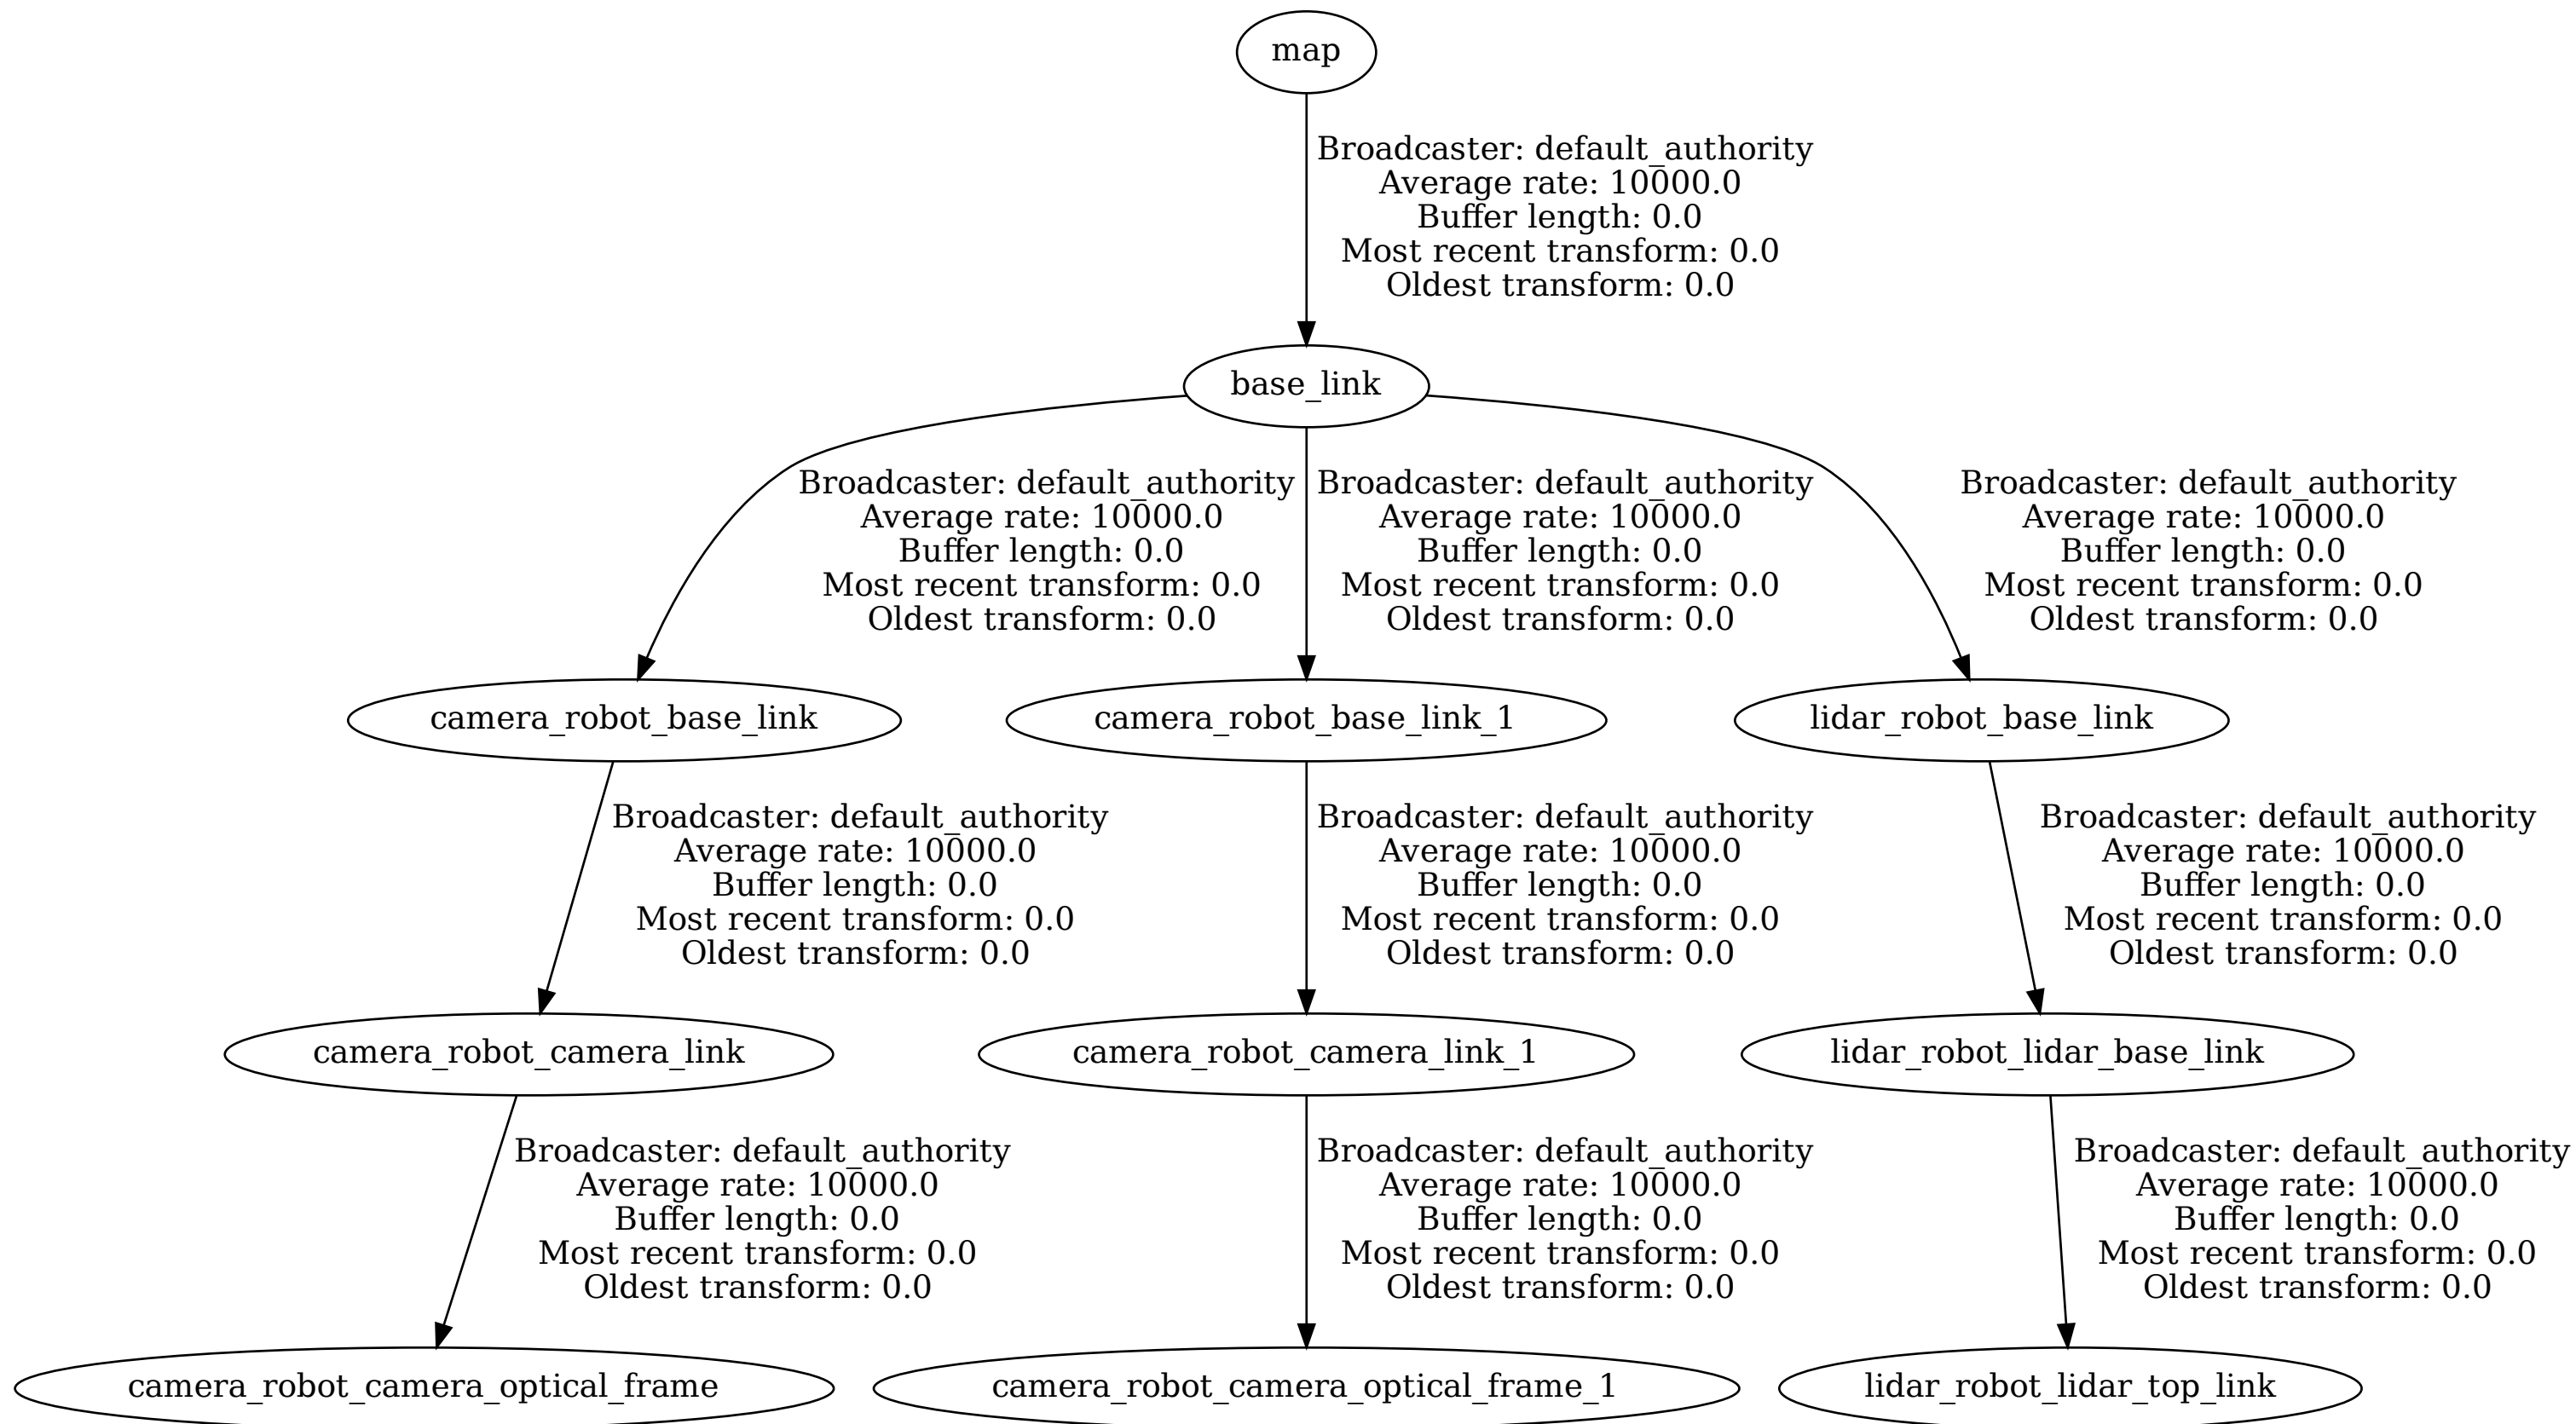 map
Broadcaster: default_authority
Average rate: 10000.0
Buffer length: 0.0
Most recent transform: 0.0
Oldest transform: 0.0
base_link
Broadcaster: default_authority
Average rate: 10000.0
Buffer length: 0.0
Most recent transform: 0.0
Oldest transform: 0.0
Broadcaster: default_authority
Average rate: 10000.0
Buffer length: 0.0
Most recent transform: 0.0
Oldest transform: 0.0
Broadcaster: default_authority
Average rate: 10000.0
Buffer length: 0.0
Most recent transform: 0.0
Oldest transform: 0.0
camera_robot_base_link
camera_robot_base_link_1
lidar_robot_base_link
Broadcaster: default_authority
Average rate: 10000.0
Buffer length: 0.0
Most recent transform: 0.0
Oldest transform: 0.0
Broadcaster: default_authority
Average rate: 10000.0
Buffer length: 0.0
Most recent transform: 0.0
Oldest transform: 0.0
Broadcaster: default_authority
Average rate: 10000.0
Buffer length: 0.0
Most recent transform: 0.0
Oldest transform: 0.0
camera_robot_camera_link
camera_robot_camera_link_1
lidar_robot_lidar_base_link
Broadcaster: default_authority
Average rate: 10000.0
Buffer length: 0.0
Most recent transform: 0.0
Oldest transform: 0.0
Broadcaster: default_authority
Average rate: 10000.0
Buffer length: 0.0
Most recent transform: 0.0
Oldest transform: 0.0
Broadcaster: default_authority
Average rate: 10000.0
Buffer length: 0.0
Most recent transform: 0.0
Oldest transform: 0.0
camera_robot_camera_optical_frame
camera_robot_camera_optical_frame_1
lidar_robot_lidar_top_link